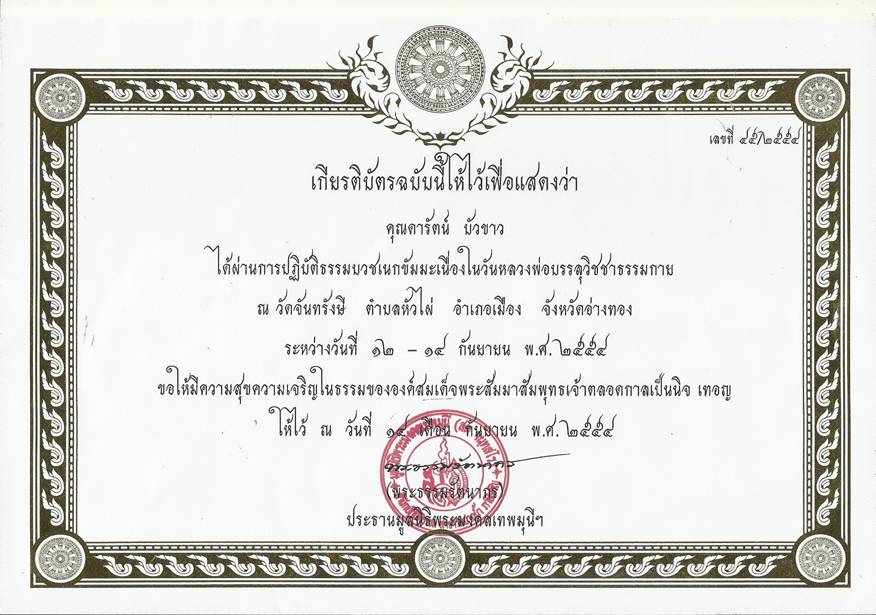 เลขที่ ๔๕/๒๕๕๔
เกียรติบัตรฉบับนี้ให้ไว้เพื่อแสดงว่า
คุณดารัตน์ บัวขาว
ได้ผ่านการปฏิบัติธรรมบวชเนกขัมมะเนื่องในวันหลวงพ่อบรรลุวิชชาธรรมกาย
ณ วัดจันทรังษี ตำบลหัวไผ่ อำเภอเมือง จังหวัดอ่างทอง
ระหว่างวันที่ ๑๒ - ๑๔ กันยายน พ.ศ. ๒๕๕๔
ขอให้มีความสุขความเจริญในธรรมขององค์สมเด็จพระสัมมาสัมพุทธเจ้าตลอดกาลเป็นนิจ เทอญ
ให้ไว้ ณ วันที่ ๑๔ เดือน กันยายน พ.ศ. ๒๕๕๔
(พระธรรมรัตนากร)
ประธานมูลนิธิพระมงคลเทพมุนีฯ